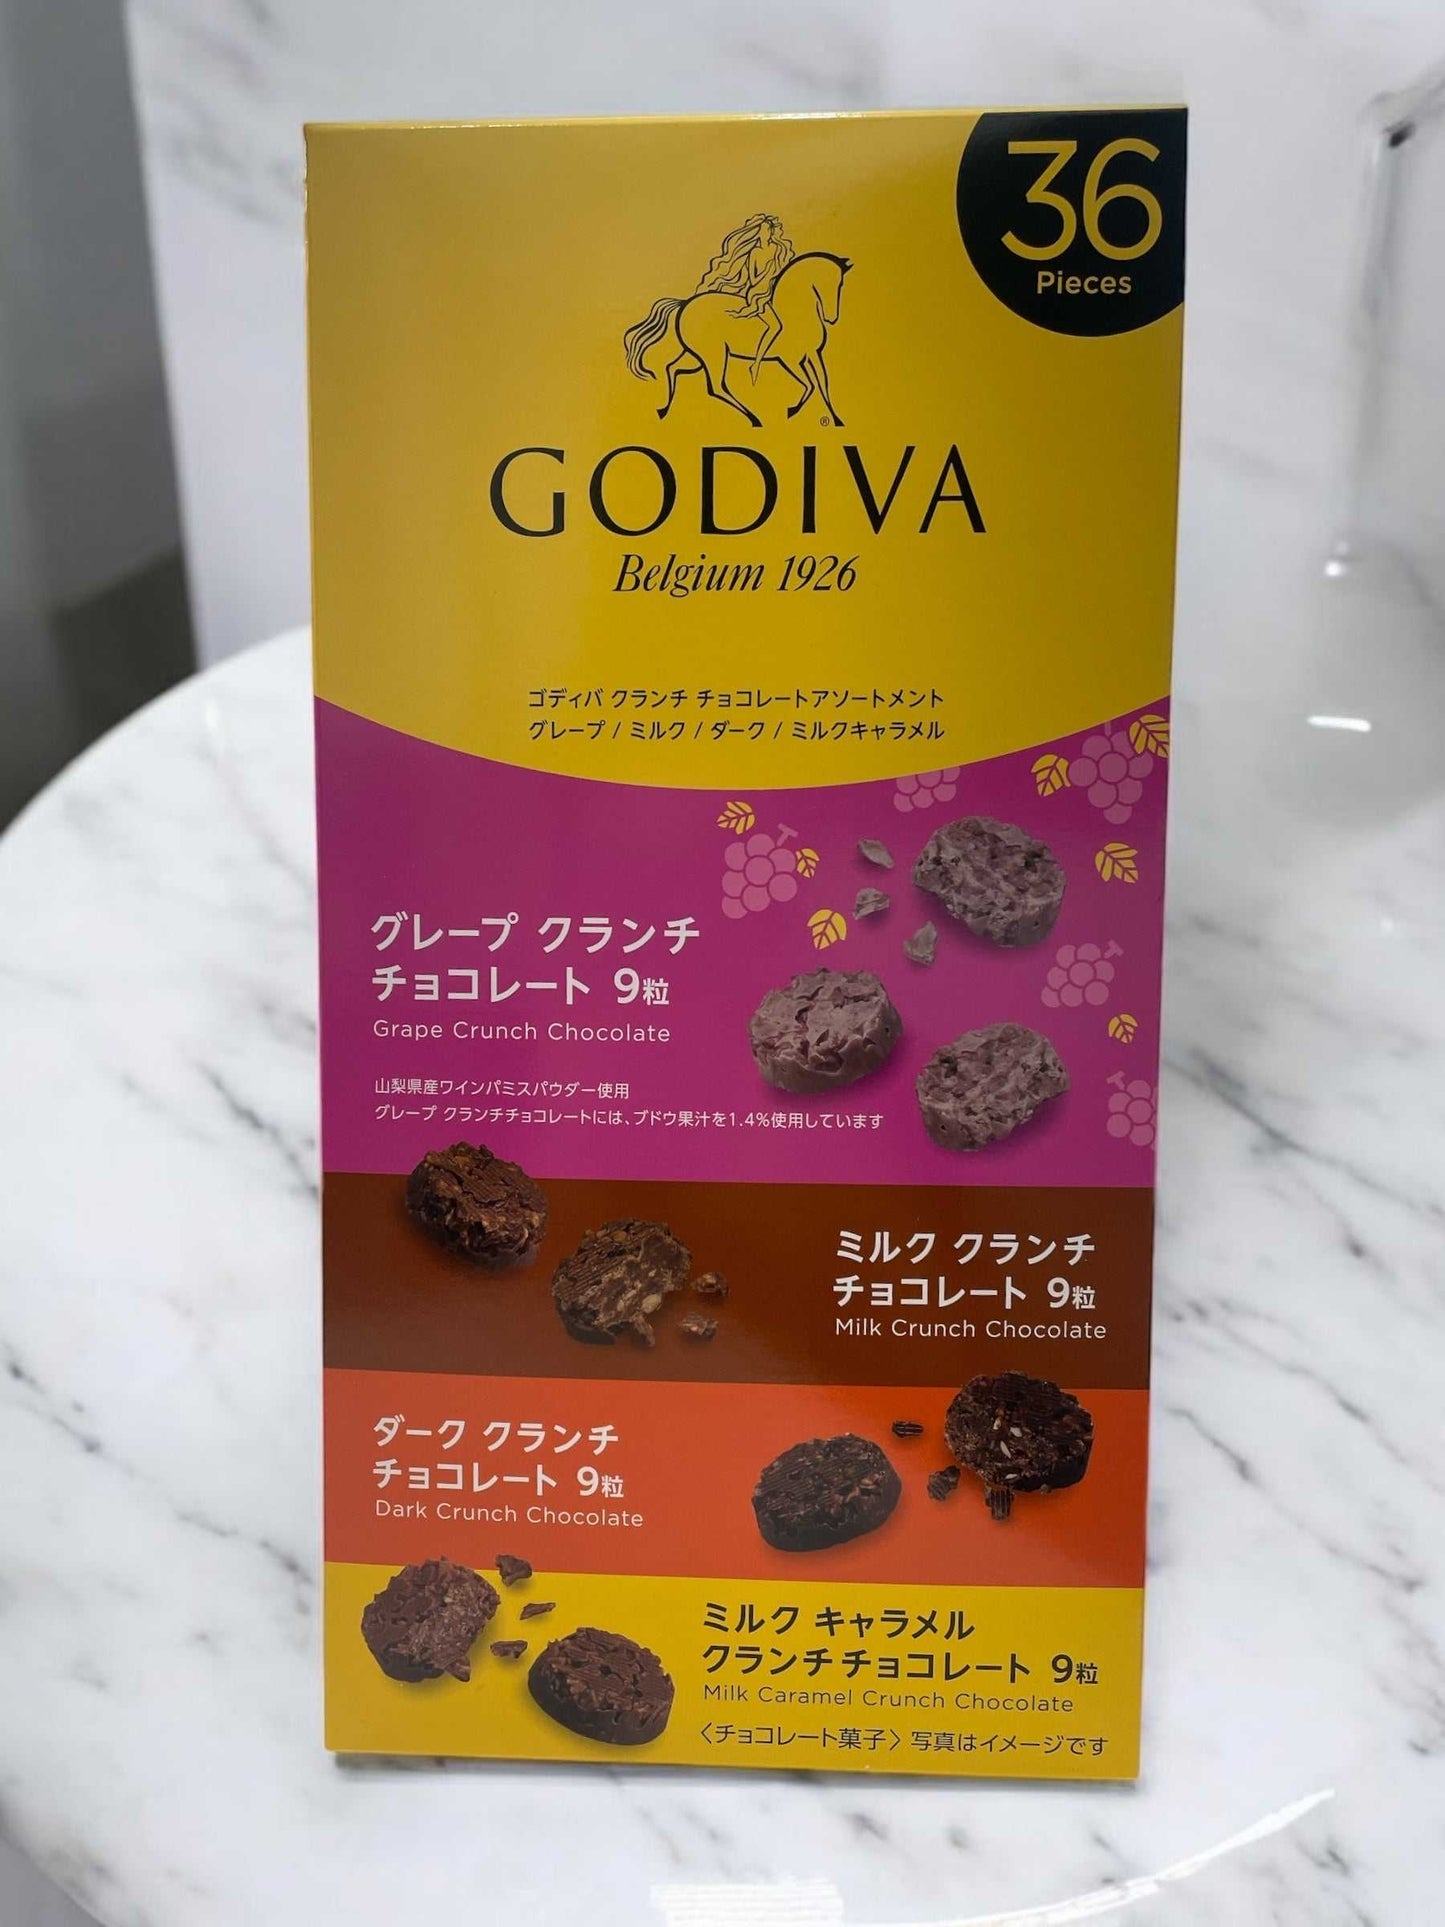 36
Pieces
®
GODIVA
Belgium 1926
ゴディバ クランチ チョコレートアソートメント
グレープ / ミルク / ダーク / ミルクキャラメル
グレープ クランチ
チョコレート 9粒
Grape Crunch Chocolate
山梨県産ワインパミスパウダー使用
グレープ クランチチョコレートには、ブドウ果汁を1.4%使用しています
ミルク クランチ
チョコレート 9粒
Milk Crunch Chocolate
ダーク クランチ
チョコレート 9粒
Dark Crunch Chocolate
ミルク キャラメル
クランチチョコレート 9粒
Milk Caramel Crunch Chocolate
〈チョコレート菓子〉 写真はイメージです